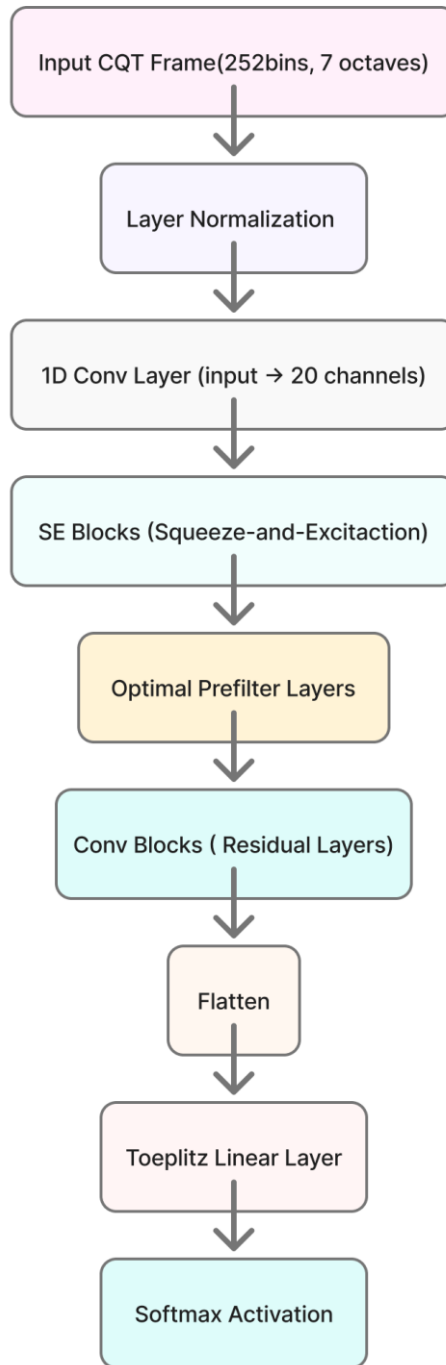 Input CQT Frame(252bins, 7 octaves)
Layer Normalization
1D Conv Layer (input → 20 channels)
SE Blocks (Squeeze-and-Excitaction)
Optimal Prefilter Layers
Conv Blocks ( Residual Layers)
Flatten
Toeplitz Linear Layer
Softmax Activation